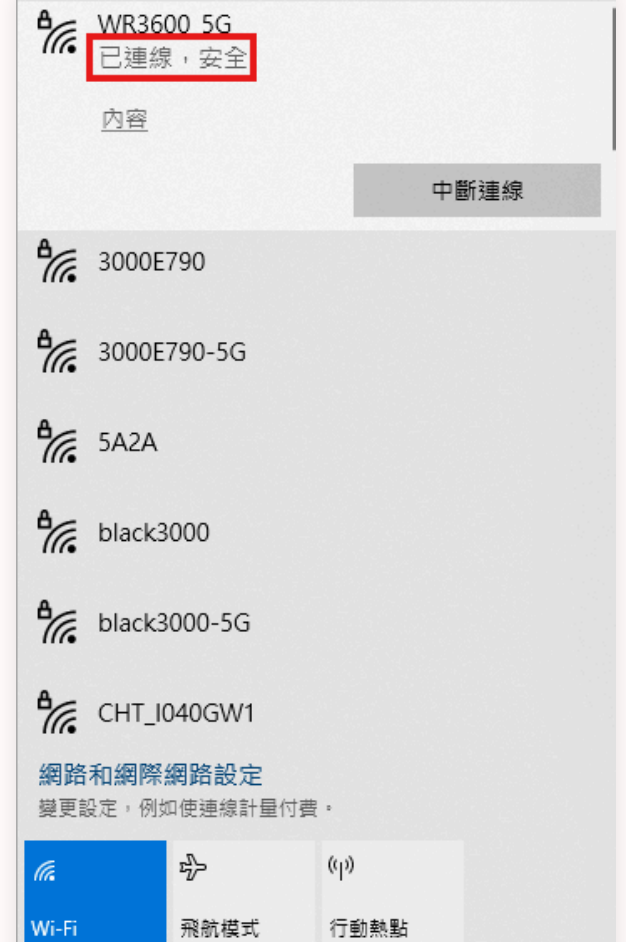 WR3600_5G
已連線，安全
內容
中斷連線
3000E790
3000E790-5G
5A2A
black3000
black3000-5G
CHT_I040GW1
網路和網際網路設定
變更設定，例如使連線計量付費。
Wi-Fi
飛航模式
行動熱點